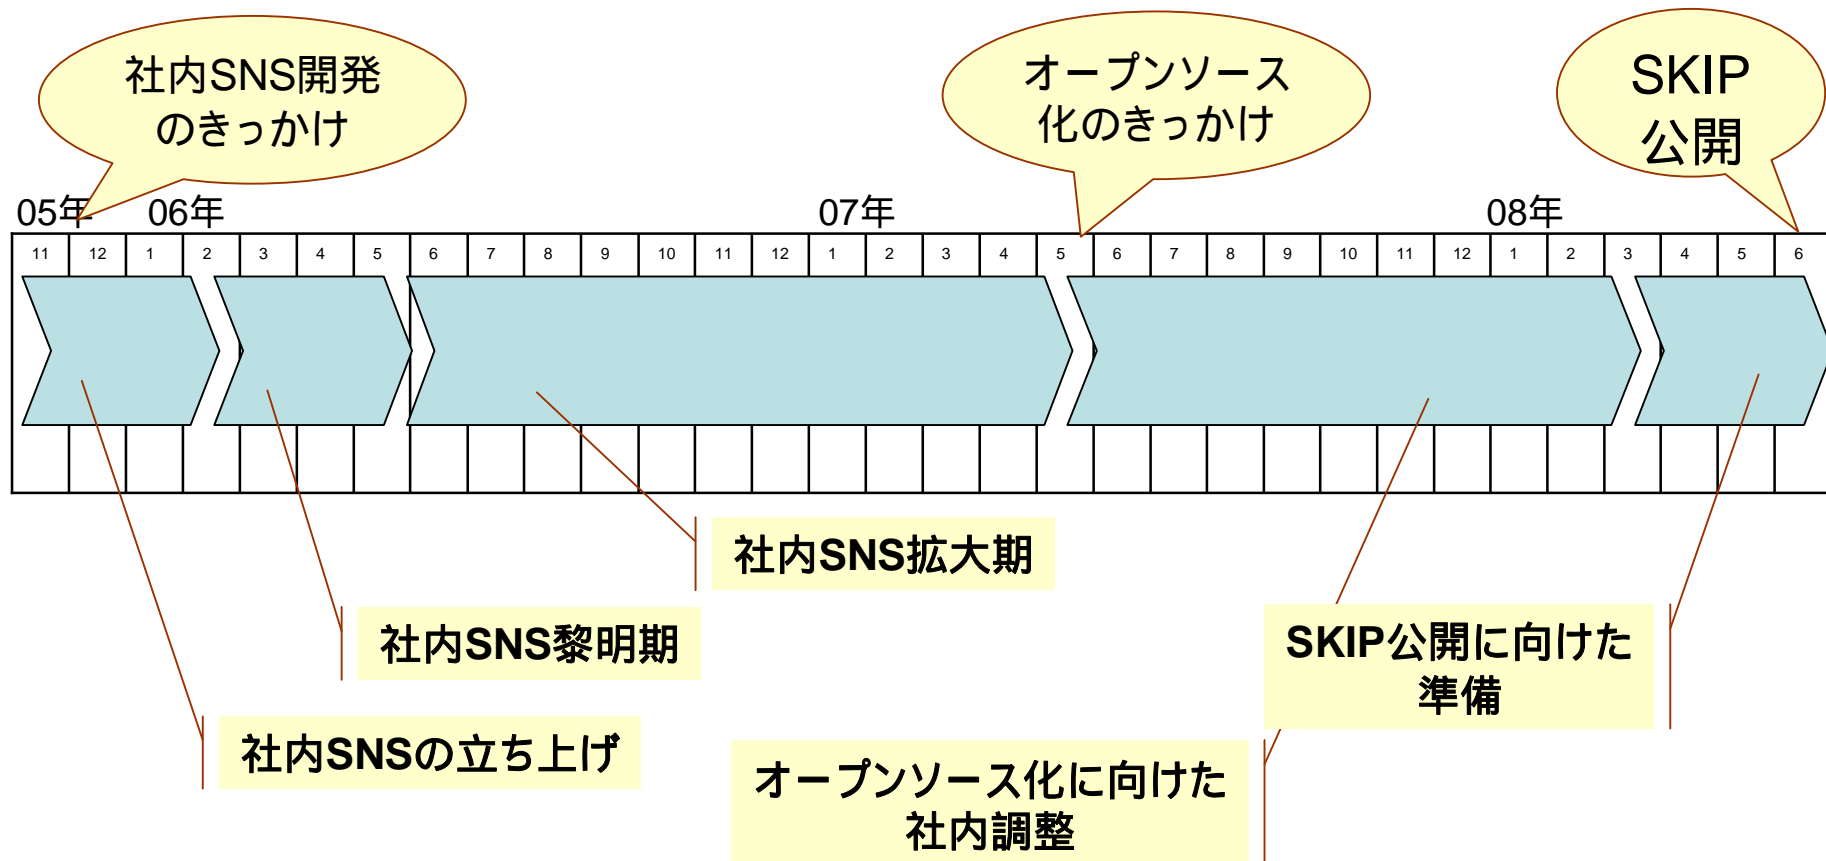 社内SNS開発
のきっかけ
オープンソース
化のきっかけ
SKIP
公開
05年 06年 07年 08年
11 12 1 2 3 4 5 6 7 8 9 10 11 12 1 2 3 4 5 6 7 8 9 10 11 12 1 2 3 4 5 6
社内SNS拡大期
社内SNS黎明期
SKIP公開に向けた
準備
社内SNSの立ち上げ
オープンソース化に向けた
社内調整